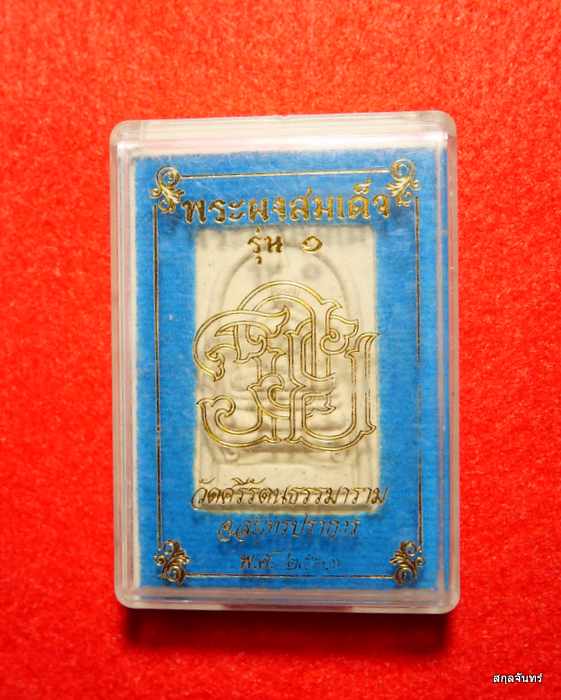 พระผงสมเด็จ
รุ่น ๑
วัดศรีรัตนธรรมาราม
จ.สมุทรปราการ
พ.ศ.
สกุลจันทร์